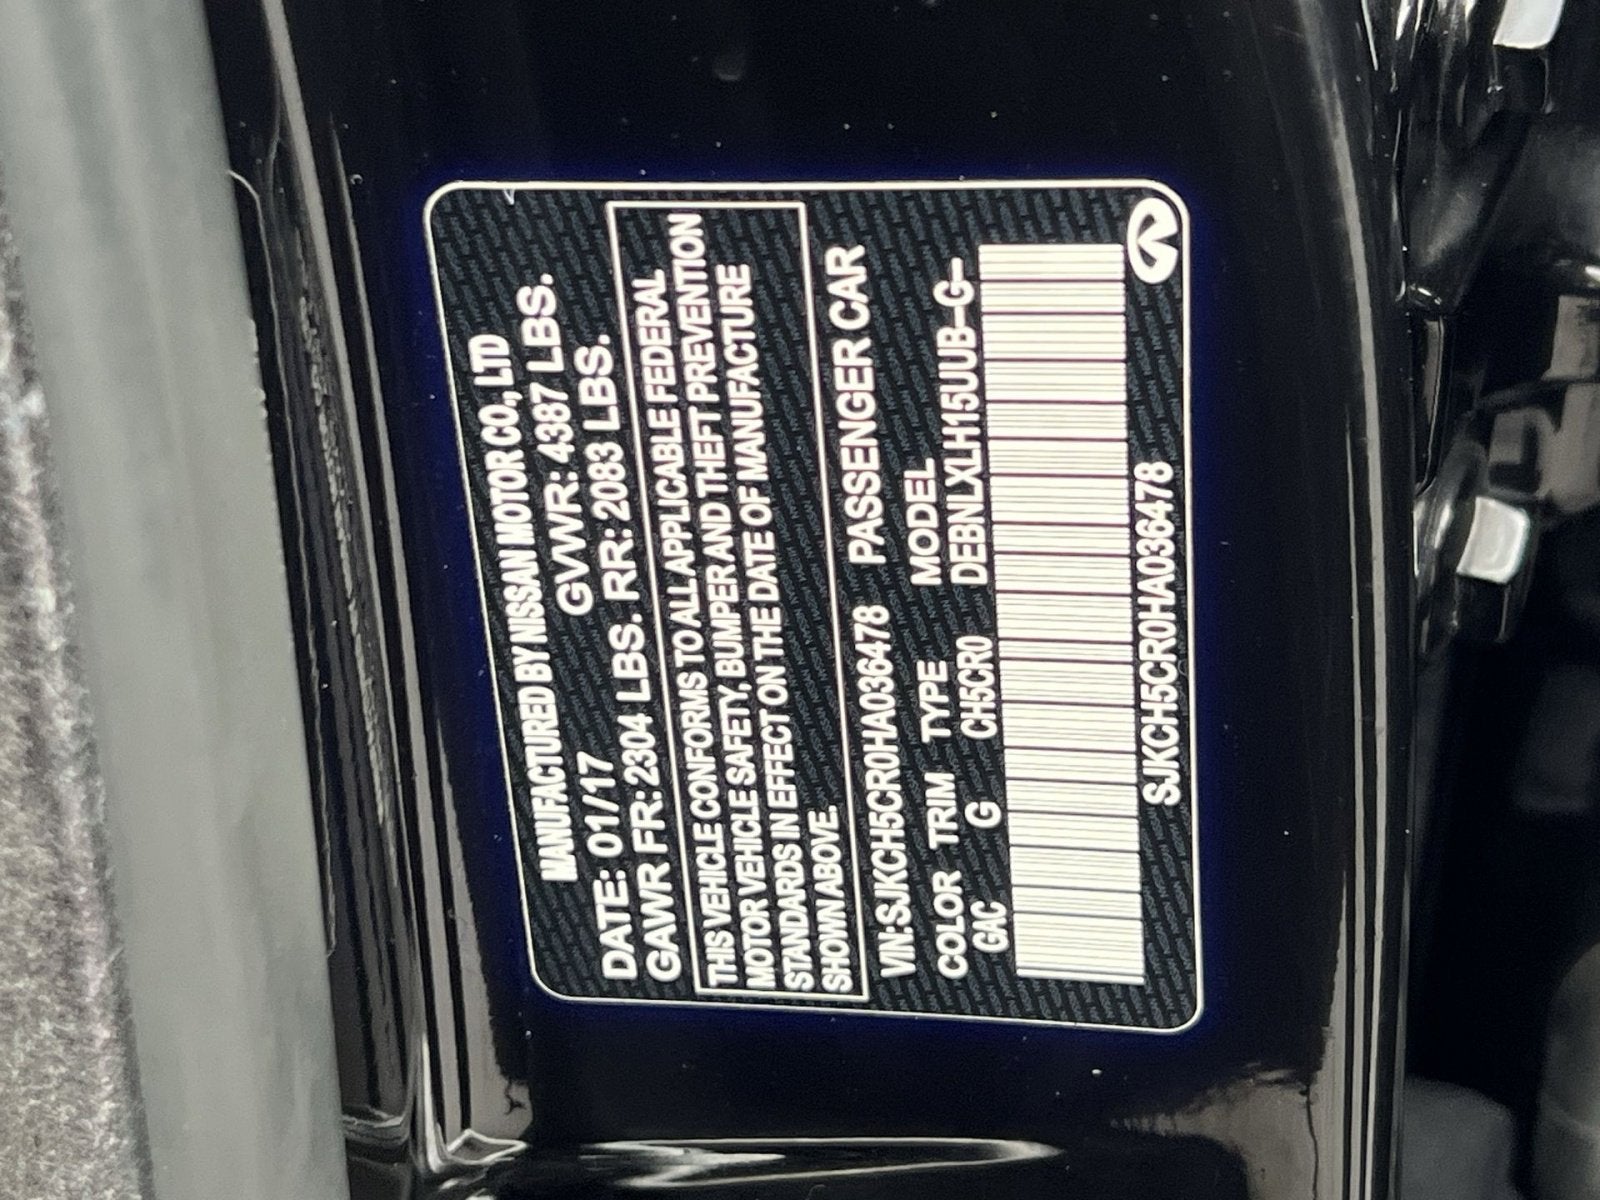 MANUFACTURED BY NISSAN MOTOR CO., LTD
DATE: 01/17 GVWR: 4387 LBS.
GAWR FR: 2304 LBS. RR: 2083 LBS.
THIS VEHICLE CONFORMS TO ALL APPLICABLE FEDERAL
MOTOR VEHICLE SAFETY, BUMPER AND THEFT PREVENTION
STANDARDS IN EFFECT ON THE DATE OF MANUFACTURE
SHOWN ABOVE.
VIN: SJKCH5CR0HA036478 PASSENGER CAR
COLOR TRIM TYPE MODEL
GAC G CH5CR0 DEBNLXLH15UUB-G-
SJKCH5CR0HA036478